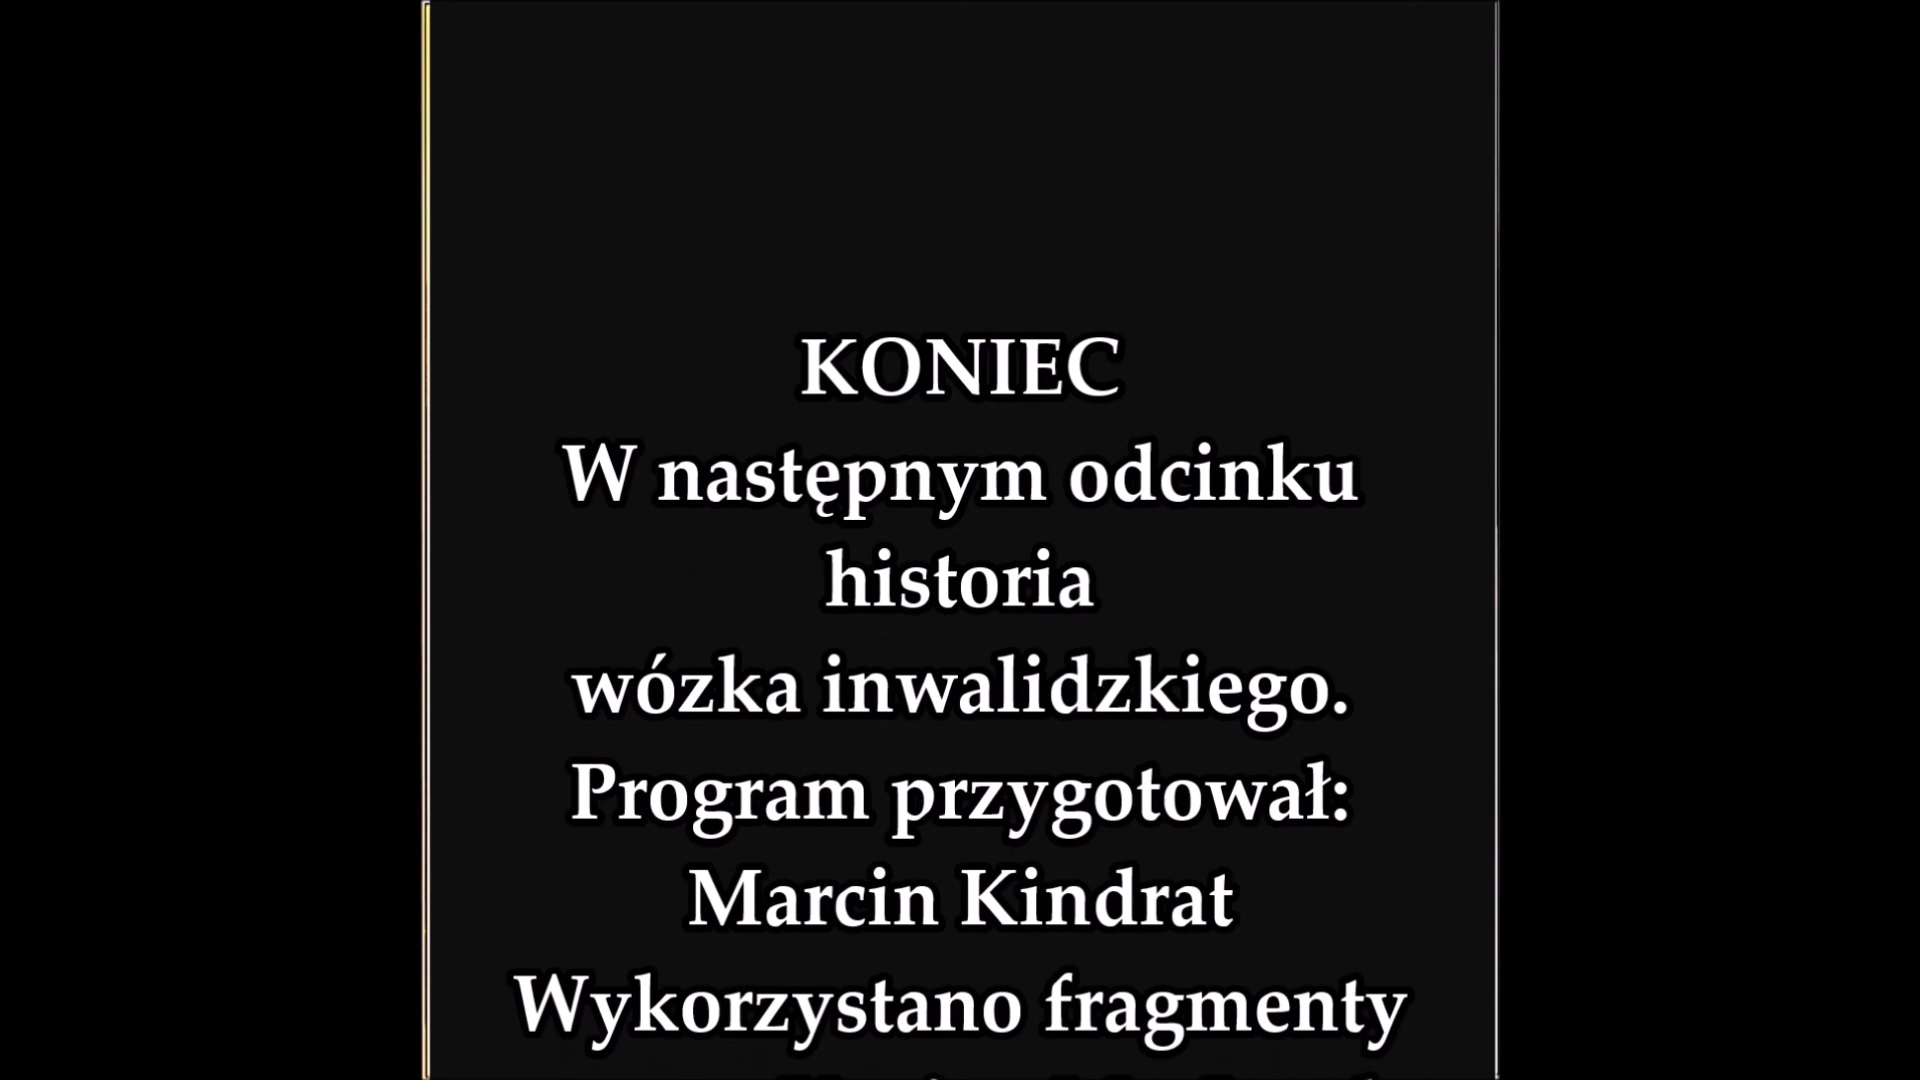 KONIEC
W następnym odcinku
historia
wózka inwalidzkiego.
Program przygotował:
Marcin Kindrat
Wykorzystano fragmenty